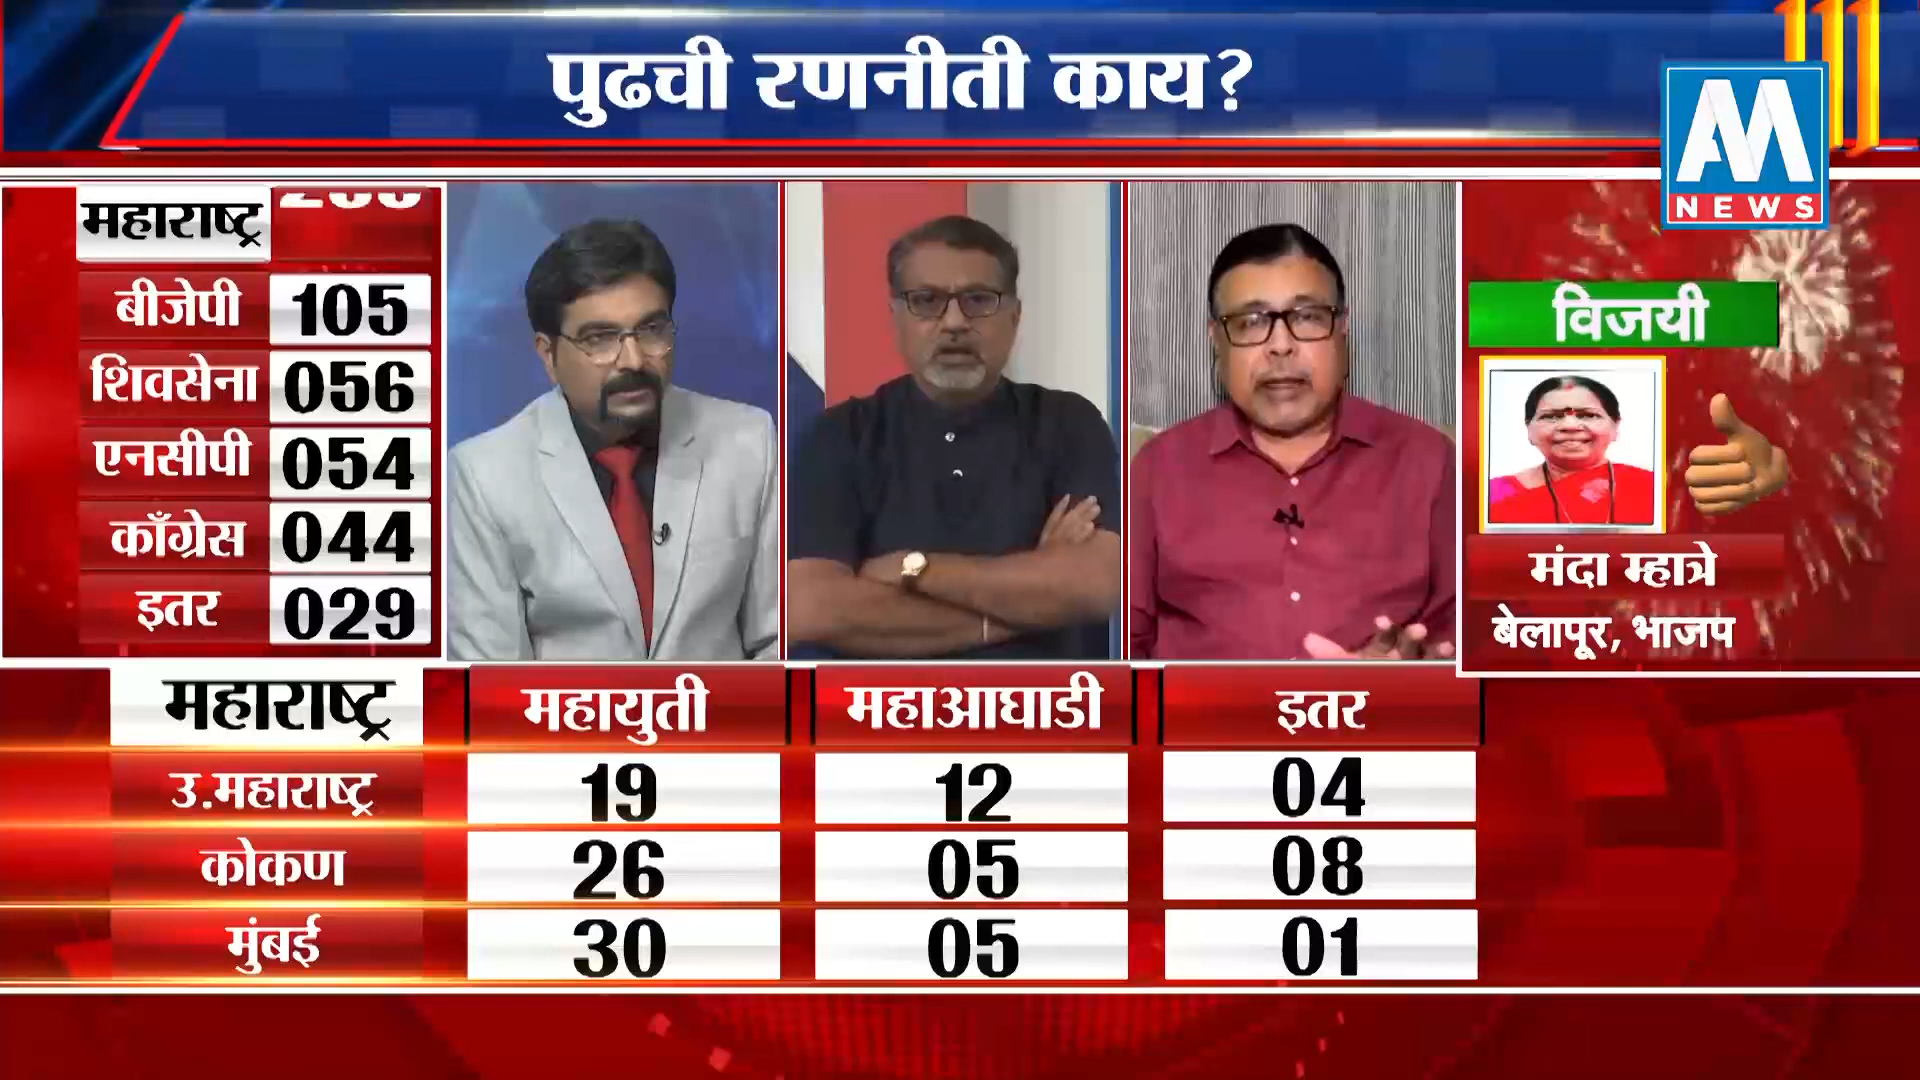 पुढची रणनीती काय?
AM
NEWS
महाराष्ट्र
बीजेपी 105
शिवसेना 056
एनसीपी 054
काँग्रेस 044
इतर 029
विजयी
मंदा म्हात्रे
बेलापूर, भाजप
महाराष्ट्र महायुती महाआघाडी इतर
उ.महाराष्ट्र 19 12 04
कोकण 26 05 08
मुंबई 30 05 01